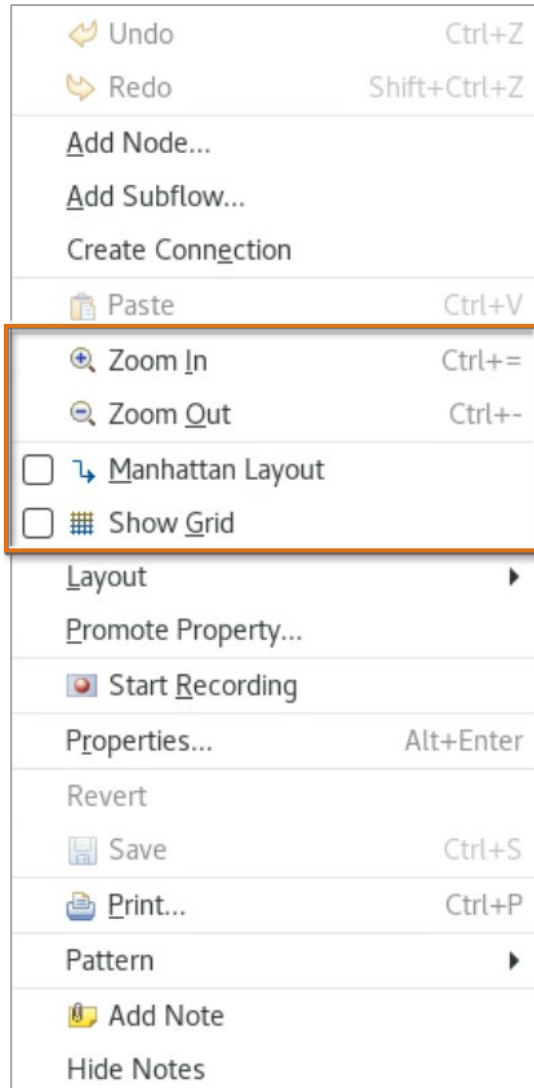 Undo Ctrl+Z
Redo Shift+Ctrl+Z
Add Node...
Add Subflow...
Create Connection
Paste Ctrl+V
Zoom In Ctrl+=
Zoom Out Ctrl+-
Manhattan Layout
Show Grid
Layout
Promote Property...
Start Recording
Properties... Alt+Enter
Revert
Save Ctrl+S
Print... Ctrl+P
Pattern
Add Note
Hide Notes